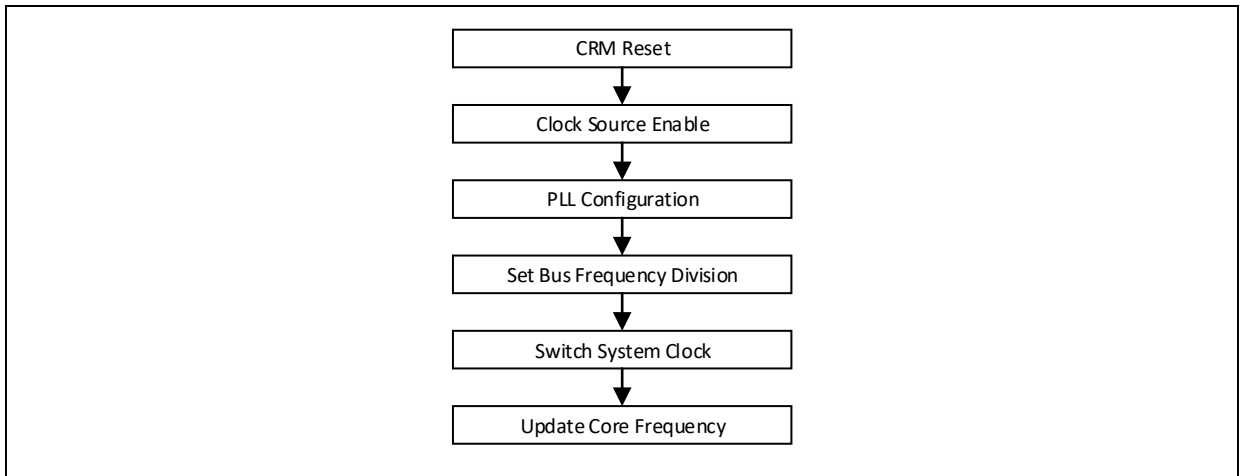 CRM Reset
Clock Source Enable
PLL Configuration
Set Bus Frequency Division
Switch System Clock
Update Core Frequency